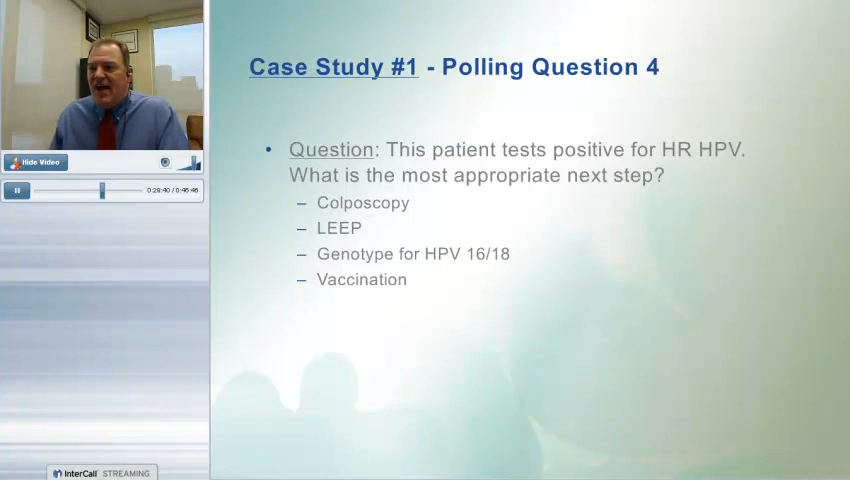 Case Study #1 - Polling Question 4
Hide Video
• Question: This patient tests positive for HR HPV.
What is the most appropriate next step?
0:29:40 / 0:46:46
– Colposcopy
– LEEP
– Genotype for HPV 16/18
– Vaccination
InterCall STREAMING